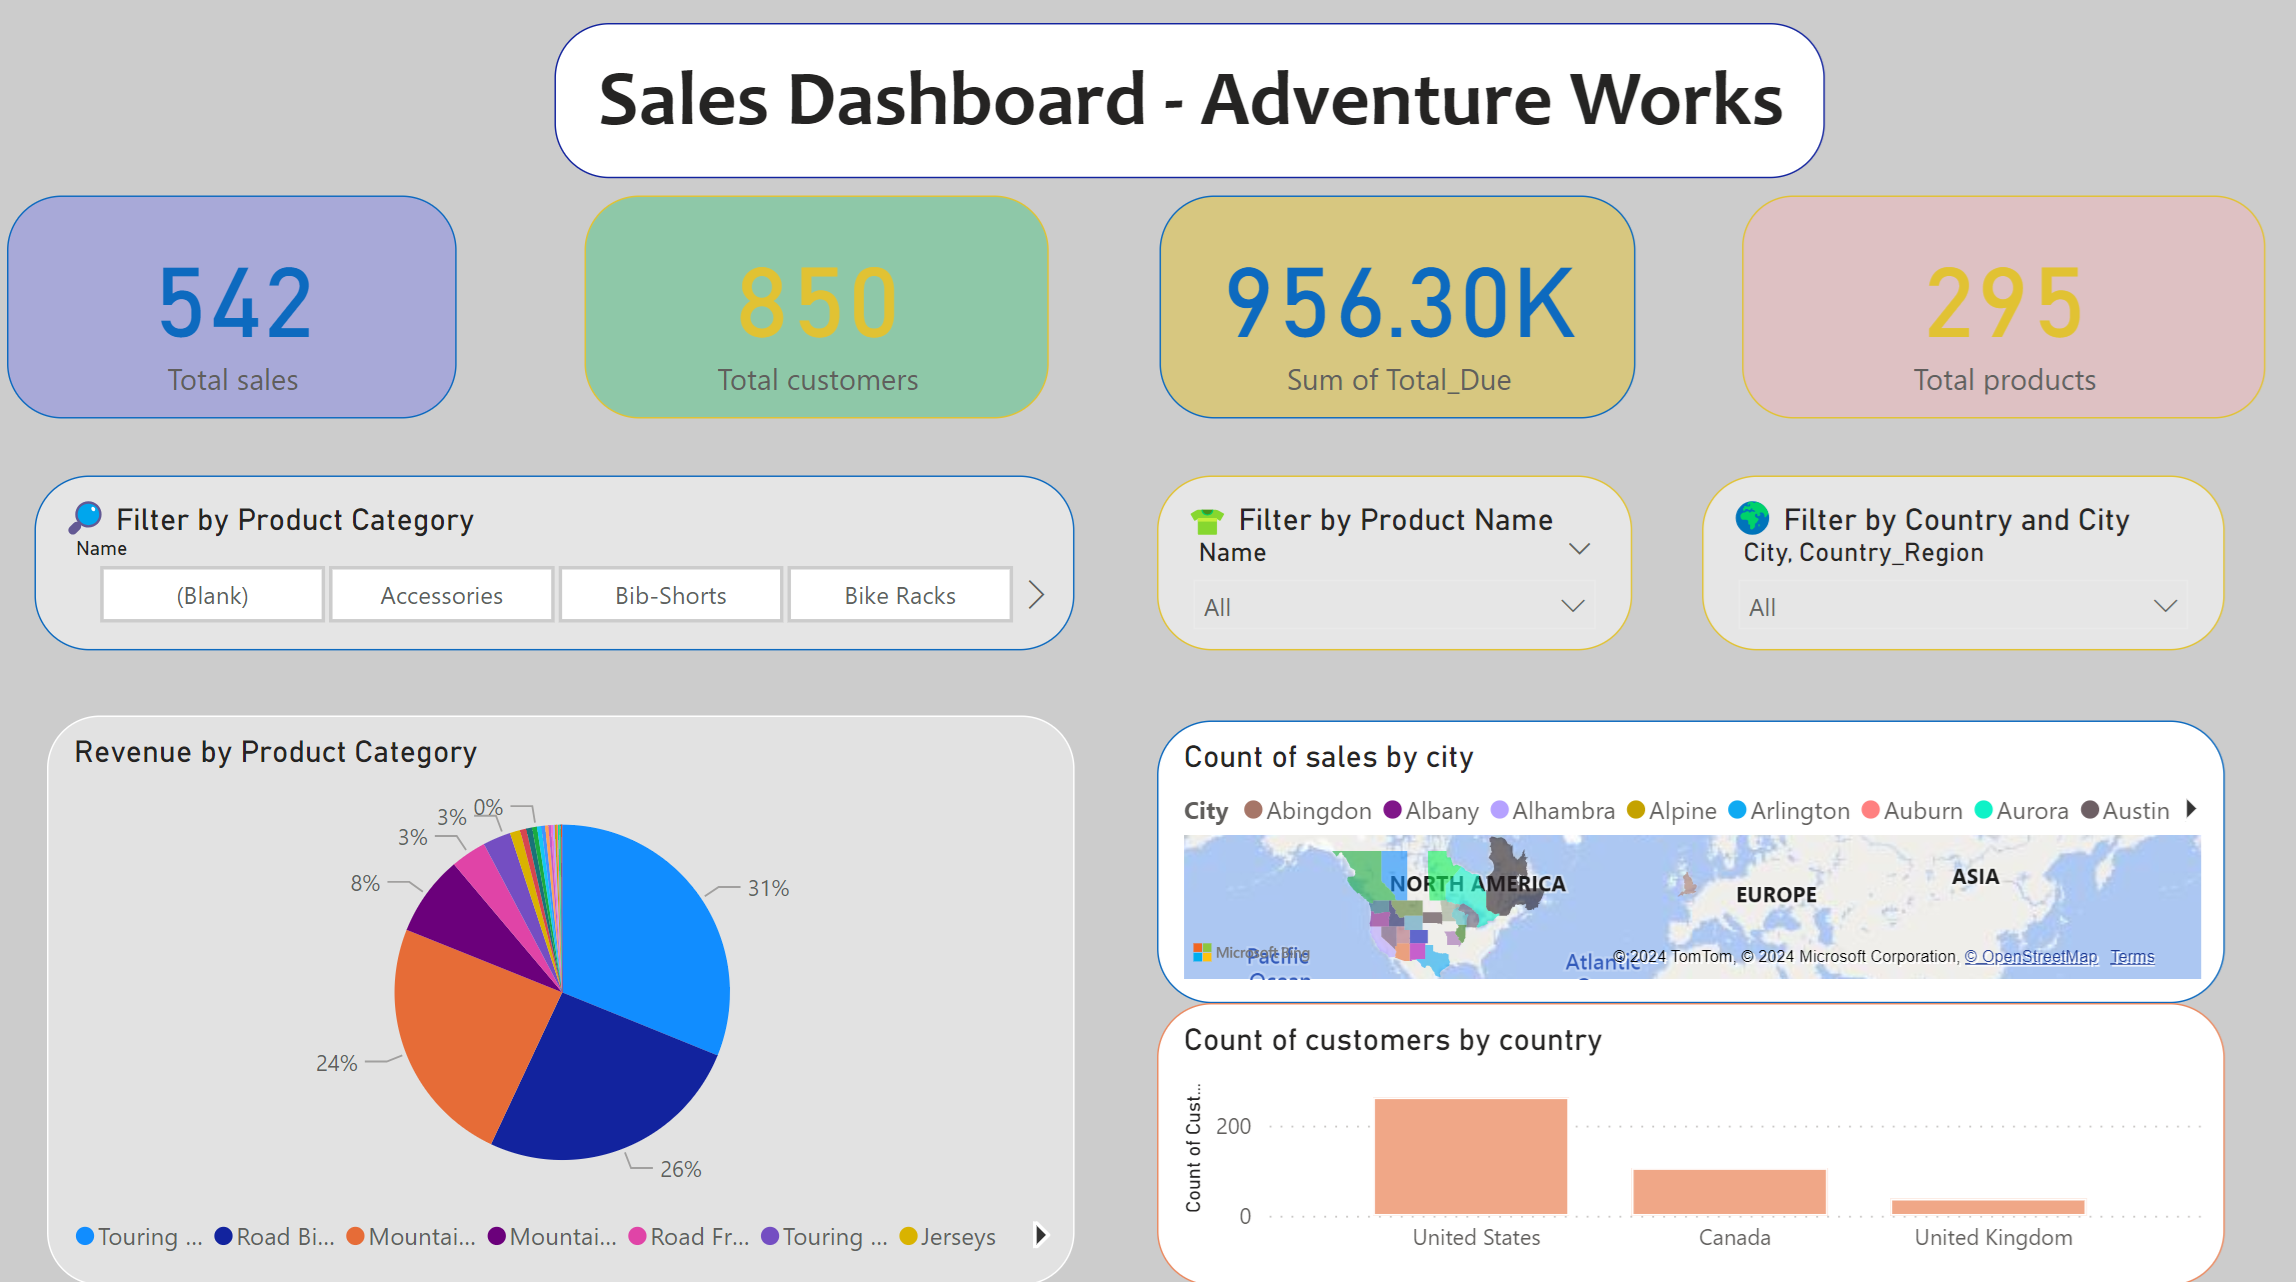 Sales Dashboard - Adventure Works
542
Total sales
850
Total customers
956.30K
Sum of Total_Due
295
Total products
Filter by Product Category
Name
(Blank)
Accessories
Bib-Shorts
Bike Racks
Filter by Product Name
Name
All
Filter by Country and City
City, Country_Region
All
Revenue by Product Category
0%
3%
3%
8%
31%
24%
26%
Touring ...
Road Bi...
Mountai...
Mountai...
Road Fr...
Touring ...
Jerseys
Count of sales by city
City
Abingdon
Albany
Alhambra
Alpine
Arlington
Auburn
Aurora
Austin
NORTH AMERICA
EUROPE
ASIA
Microsoft Bing
Pacific
Ocean
Atlantic
© 2024 TomTom, © 2024 Microsoft Corporation, © OpenStreetMap Terms
Count of customers by country
Count of Cust...
200
0
United States
Canada
United Kingdom